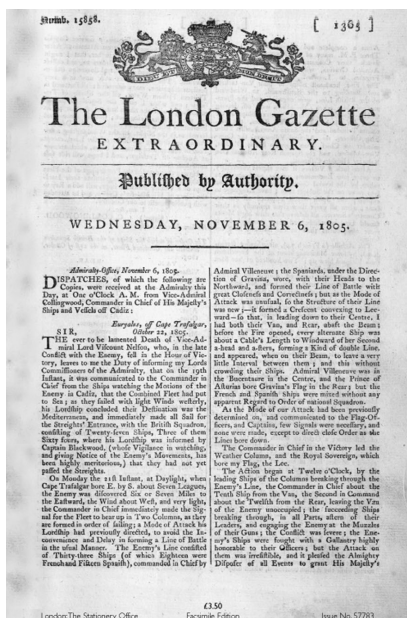 Numb. 15858.
[ 1365 ]
The London Gazette
EXTRAORDINARY.
Published by Authority.
WEDNESDAY, NOVEMBER 6, 1805.
Admiralty-Office, November 6, 1805.
DISPATCHES, of which the following are
Copies, were received at the Admiralty this
Day, at One o'Clock A. M. from Vice-Admiral
Collingwood, Commander in Chief of His Majesty's
Ships and Vessels off Cadiz:
Euryalus, off Cape Trafalgar,
SIR, October 22, 1805.
THE ever to be lamented Death of Vice-Ad-
miral Lord Viscount Nelson, who, in the late
Conflict with the Enemy, fell in the Hour of Vic-
tory, leaves to me the Duty of informing my Lords
Commissioners of the Admiralty, that on the 19th
Instant, it was communicated to the Commander in
Chief from the Ships watching the Motions of the
Enemy in Cadiz, that the Combined Fleet had put
to Sea; as they sailed with light Winds westerly,
his Lordship concluded their Destination was the
Mediterranean, and immediately made all Sail for
the Streights' Entrance, with the British Squadron,
consisting of Twenty-seven Ships, Three of them
Sixty-fours, where his Lordship was informed by
Captain Blackwood, (whose Vigilance in watching,
and giving Notice of the Enemy's Movements, has
been highly meritorious,) that they had not yet
passed the Streights.
On Monday the 21st Instant, at Daylight, when
Cape Trafalgar bore E. by S. about Seven Leagues,
the Enemy was discovered Six or Seven Miles to
the Eastward, the Wind about West, and very light,
the Commander in Chief immediately made the Sig-
nal for the Fleet to bear up in Two Columns, as they
are formed in order of sailing; a Mode of Attack his
Lordship had previously directed, to avoid the In-
convenience and Delay in forming a Line of Battle
in the usual Manner. The Enemy's Line consisted
of Thirty-three Ships (of which Eighteen were
French and Fifteen Spanish), commanded in Chief by
Admiral Villeneuve; the Spaniards, under the Direc-
tion of Gravina, wore, with their Heads to the
Northward, and formed their Line of Battle with
great Closeness and Correctness; but as the Mode of
Attack was unusual, so the Structure of their Line
was new;—it formed a Crescent convexing to Lee-
ward—so that, in leading down to their Centre, I
had both their Van, and Rear, abaft the Beam;
before the Fire opened, every alternate Ship was
about a Cable's Length to Windward of her Second
a-head and a-stern, forming a Kind of double Line,
and appeared, when on their Beam, to leave a very
little Interval between them; and this without
crowding their Ships. Admiral Villeneuve was in
the Bucentaure in the Centre, and the Prince of
Asturias bore Gravina's Flag in the Rear; but the
French and Spanish Ships were mixed without any
apparent Regard to Order of national Squadron.
As the Mode of our Attack had been previously
determined on, and communicated to the Flag-Of-
ficers, and Captains, few Signals were necessary, and
none were made, except to direct close Order as the
Lines bore down.
The Commander in Chief in the Victory led the
Weather Column, and the Royal Sovereign, which
bore my Flag, the Lee.
The Action began at Twelve o'Clock, by the
leading Ships of the Columns breaking through the
Enemy's Line, the Commander in Chief about the
Tenth Ship from the Van, the Second in Command
about the Twelfth from the Rear, leaving the Van
of the Enemy unoccupied; the succeeding Ships
breaking through, in all Parts, astern of their
Leaders, and engaging the Enemy at the Muzzles
of their Guns; the Conflict was severe; the Ene-
my's Ships were fought with a Gallantry highly
honorable to their Officers; but the Attack on
them was irresistible, and it pleased the Almighty
Disposer of all Events to grant His Majesty's
£3.50
London: The Stationery Office
Facsimile Edition
Issue No. 57783